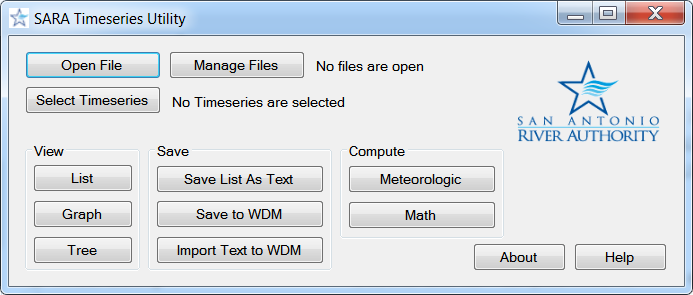 SARA Timeseries Utility
Open File
Manage Files
No files are open
Select Timeseries
No Timeseries are selected
SAN ANTONIO
RIVER AUTHORITY
View
List
Graph
Tree
Save
Save List As Text
Save to WDM
Import Text to WDM
Compute
Meteorologic
Math
About
Help